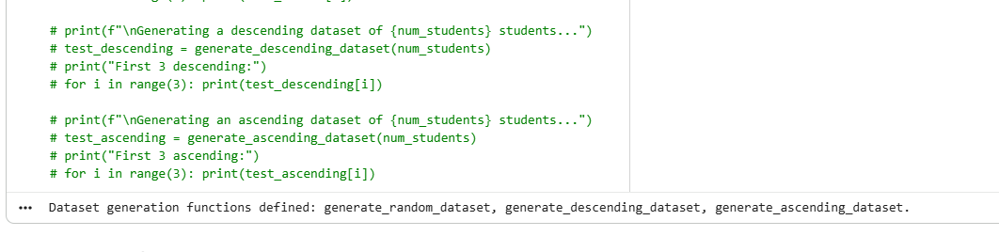 # print(f"\nGenerating a descending dataset of {num_students} students...")
# test_descending = generate_descending_dataset(num_students)
# print("First 3 descending:")
# for i in range(3): print(test_descending[i])
# print(f"\nGenerating an ascending dataset of {num_students} students...")
# test_ascending = generate_ascending_dataset(num_students)
# print("First 3 ascending:")
# for i in range(3): print(test_ascending[i])
Dataset generation functions defined: generate_random_dataset, generate_descending_dataset, generate_ascending_dataset.